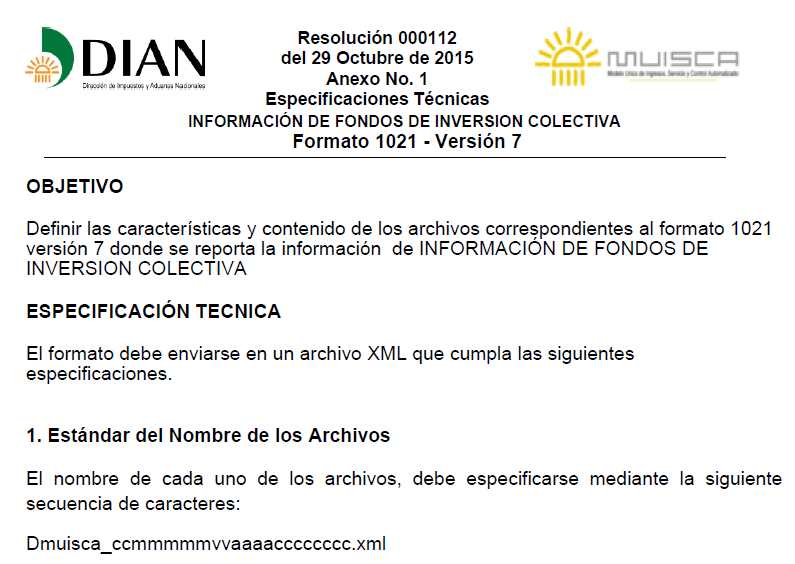 DIAN
Dirección de Impuestos y Aduanas Nacionales
Resolución 000112
del 29 Octubre de 2015
Anexo No. 1
Especificaciones Técnicas
MUISCA
Modelo Único de Ingresos, Servicio y Control Automatizado
INFORMACIÓN DE FONDOS DE INVERSION COLECTIVA
Formato 1021 - Versión 7
OBJETIVO
Definir las características y contenido de los archivos correspondientes al formato 1021
versión 7 donde se reporta la información de INFORMACIÓN DE FONDOS DE
INVERSION COLECTIVA
ESPECIFICACIÓN TECNICA
El formato debe enviarse en un archivo XML que cumpla las siguientes
especificaciones.
1. Estándar del Nombre de los Archivos
El nombre de cada uno de los archivos, debe especificarse mediante la siguiente
secuencia de caracteres:
Dmuisca_ccmmmmmvvaaaacccccccc.xml